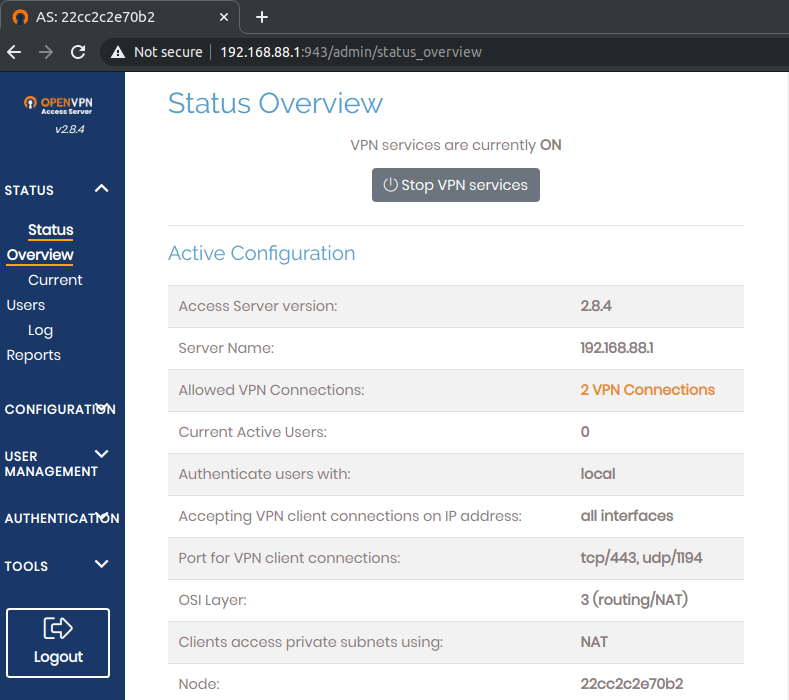 AS: 22cc2c2e70b2
Not secure 192.168.88.1:943/admin/status_overview
OPENVPN
Access Server
v2.8.4
STATUS
Status
Overview
Current
Users
Log
Reports
CONFIGURATION
USER
MANAGEMENT
AUTHENTICATION
TOOLS
Logout
Status Overview
VPN services are currently ON
Stop VPN services
Active Configuration
Access Server version: 2.8.4
Server Name: 192.168.88.1
Allowed VPN Connections: 2 VPN Connections
Current Active Users: 0
Authenticate users with: local
Accepting VPN client connections on IP address: all interfaces
Port for VPN client connections: tcp/443, udp/1194
OSI Layer: 3 (routing/NAT)
Clients access private subnets using: NAT
Node: 22cc2c2e70b2